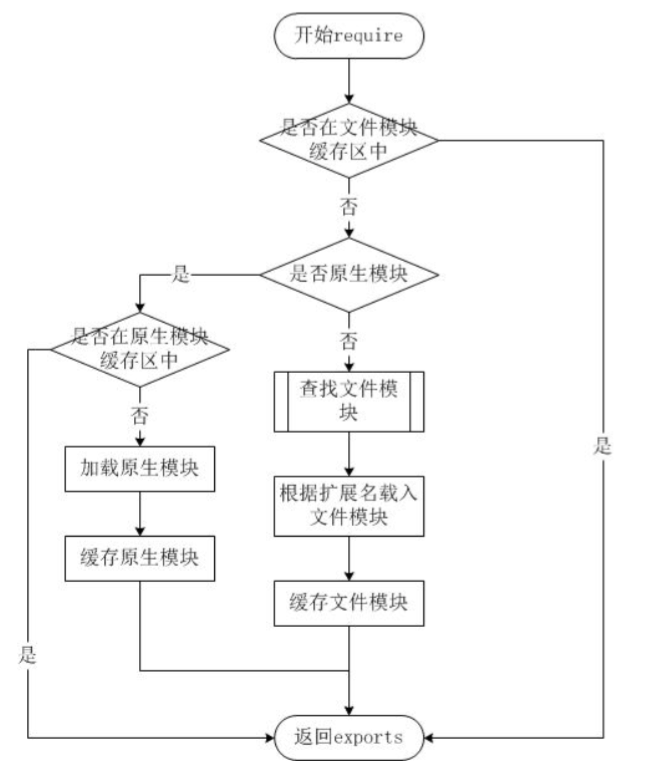 开始require
是否在文件模块
缓存区中
否
是
是否原生模块
是否在原生模块
缓存区中
否
查找文件模
块
否
加载原生模块
根据扩展名载入
文件模块
是
缓存原生模块
缓存文件模块
是
返回exports